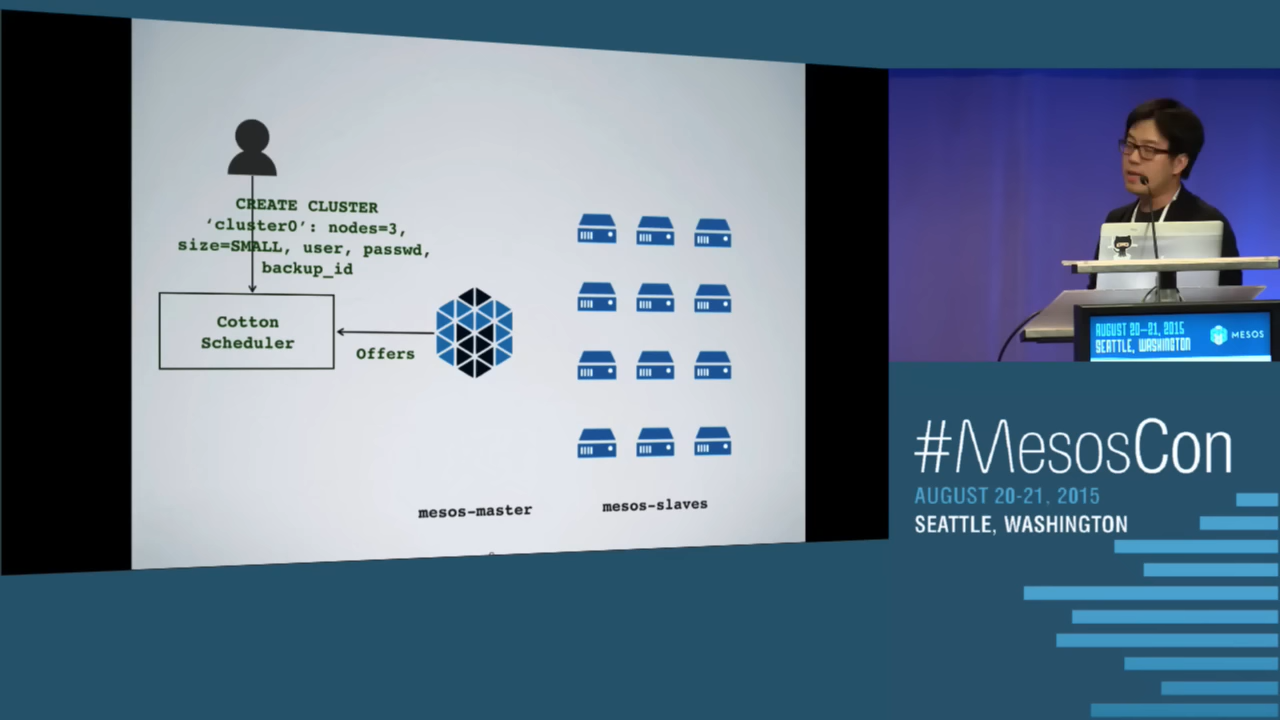 CREATE CLUSTER
‘cluster0’: nodes=3,
size=SMALL, user, passwd,
backup_id
Cotton
Scheduler
Offers
mesos-master
mesos-slaves
AUGUST 20-21, 2015
SEATTLE, WASHINGTON
MESOS
#MesosCon
AUGUST 20-21, 2015
SEATTLE, WASHINGTON